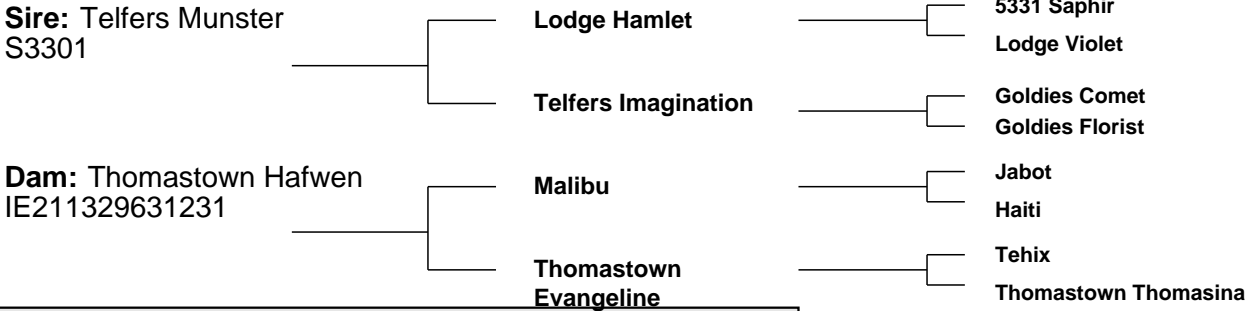 Sire: Telfers Munster
S3301
Lodge Hamlet
5331 Saphir
Lodge Violet
Telfers Imagination
Goldies Comet
Goldies Florist
Dam: Thomastown Hafwen
IE211329631231
Malibu
Jabot
Haiti
Thomastown
Evangeline
Tehix
Thomastown Thomasina